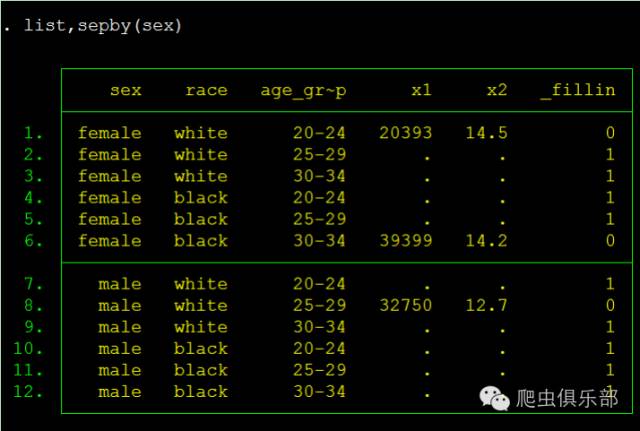 . list,sepby(sex)
sex race age_gr~p x1 x2 _fillin
1. female white 20-24 20393 14.5 0
2. female white 25-29 . . 1
3. female white 30-34 . . 1
4. female black 20-24 . . 1
5. female black 25-29 . . 1
6. female black 30-34 39399 14.2 0
7. male white 20-24 . . 1
8. male white 25-29 32750 12.7 0
9. male white 30-34 . . 1
10. male black 20-24 . . 1
11. male black 25-29 . . 1
12. male black 30-34 . . 1
爬虫俱乐部